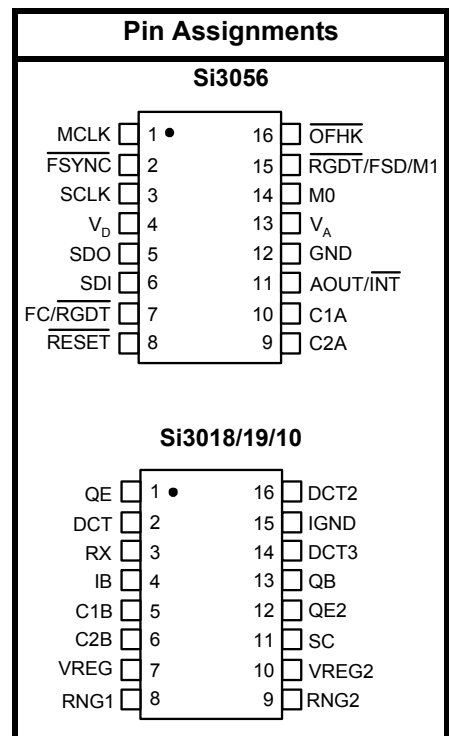 Pin Assignments
Si3056
MCLK 1 16 OFHK
FSYNC 2 15 RGDT/FSD/M1
SCLK 3 14 M0
VD 4 13 VA
SDO 5 12 GND
SDI 6 11 AOUT/INT
FC/RGDT 7 10 C1A
RESET 8 9 C2A
Si3018/19/10
QE 1 16 DCT2
DCT 2 15 IGND
RX 3 14 DCT3
IB 4 13 QB
C1B 5 12 QE2
C2B 6 11 SC
VREG 7 10 VREG2
RNG1 8 9 RNG2